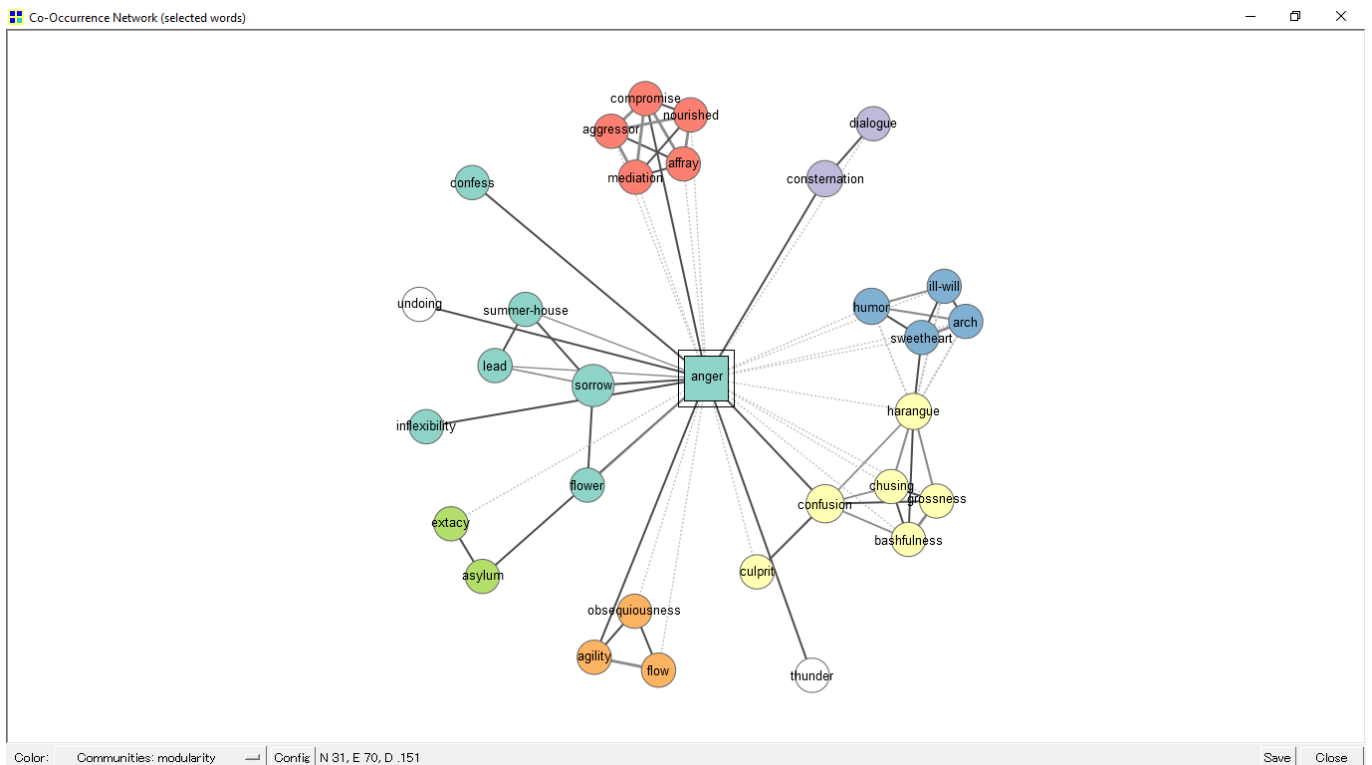 Co-Occurrence Network (selected words)
compromise
nourished
aggressor
affray
mediation
dialogue
consternation
confess
undoing
summer-house
lead
sorrow
inflexibility
anger
humor
ill-will
arch
sweetheart
harangue
flower
extacy
asylum
chusing
grossness
confusion
bashfulness
culprit
obsequiousness
agility
flow
thunder
Color: Communities: modularity Config N 31, E 70, D .151 Save Close